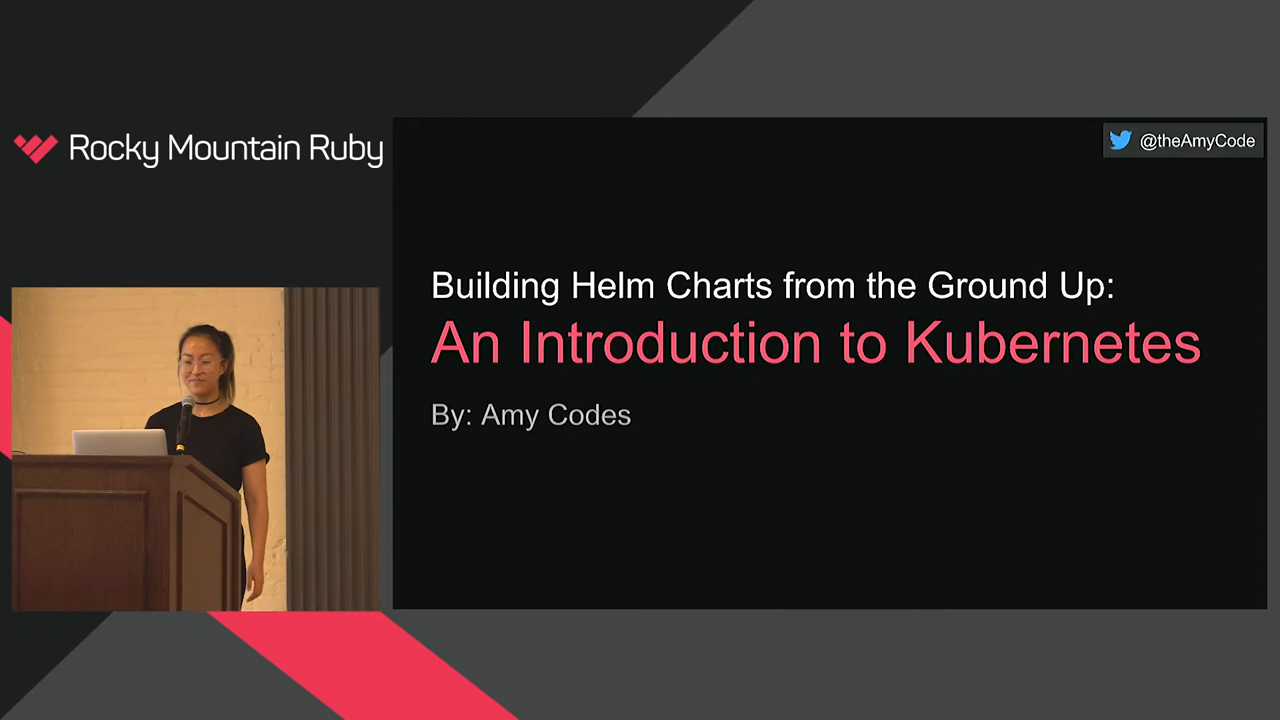 Rocky Mountain Ruby
@theAmyCode
Building Helm Charts from the Ground Up:
An Introduction to Kubernetes
By: Amy Codes